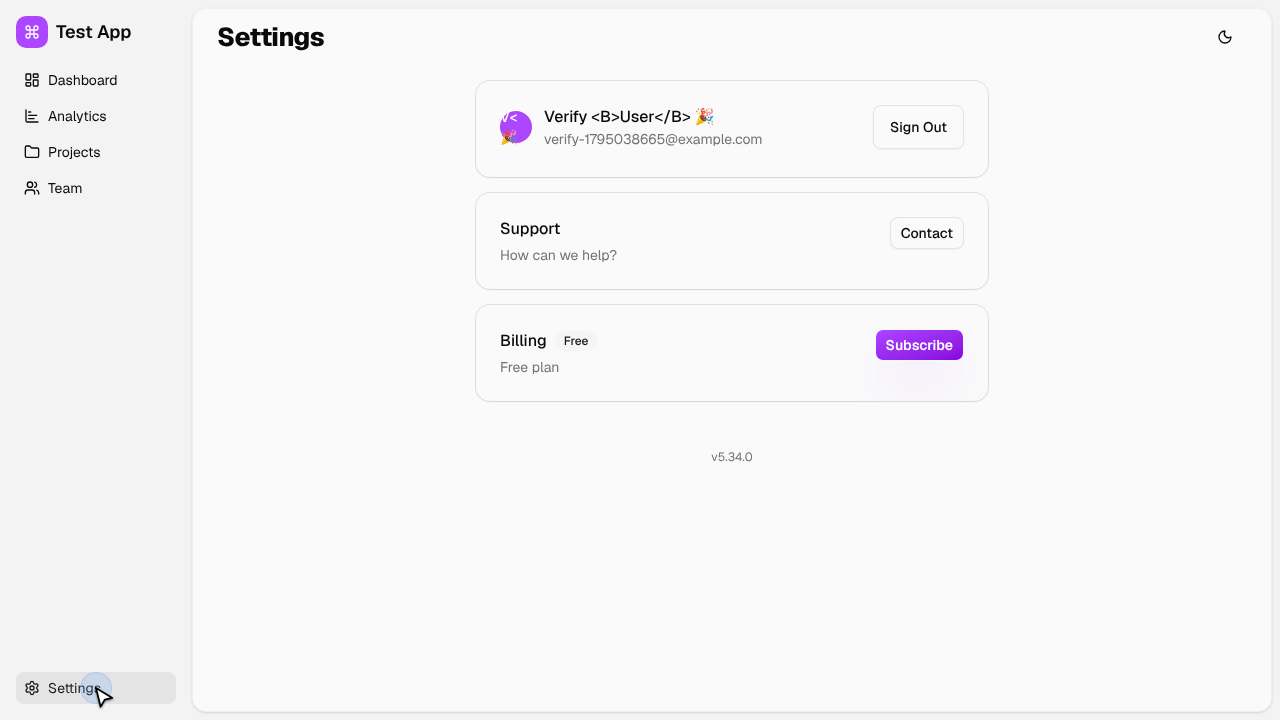 Test App
Dashboard
Analytics
Projects
Team
Settings
Settings
V<🎉
Verify <B>User</B> 🎉
verify-1795038665@example.com
Sign Out
Support
How can we help?
Contact
Billing
Free
Free plan
Subscribe
v5.34.0